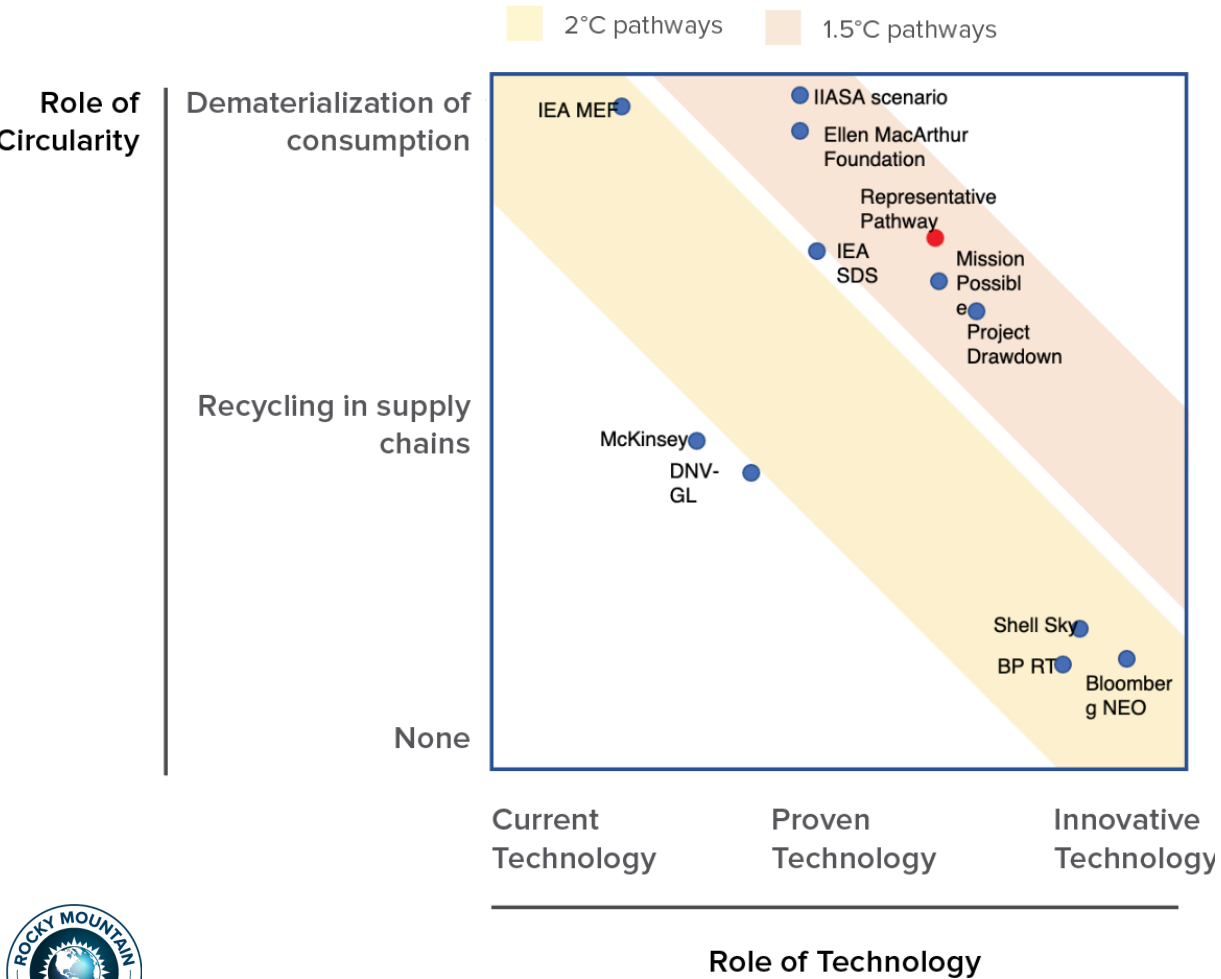 2°C pathways
1.5°C pathways
Role of
Circularity
Dematerialization of
consumption
Recycling in supply
chains
None
IEA MEF
IIASA scenario
Ellen MacArthur
Foundation
Representative
Pathway
IEA
SDS
Mission
Possibl
e
Project
Drawdown
McKinsey
DNV-
GL
Shell Sky
BP RT
Bloomber
g NEO
Current
Technology
Proven
Technology
Innovative
Technology
Role of Technology
ROCKY MOUNTAIN